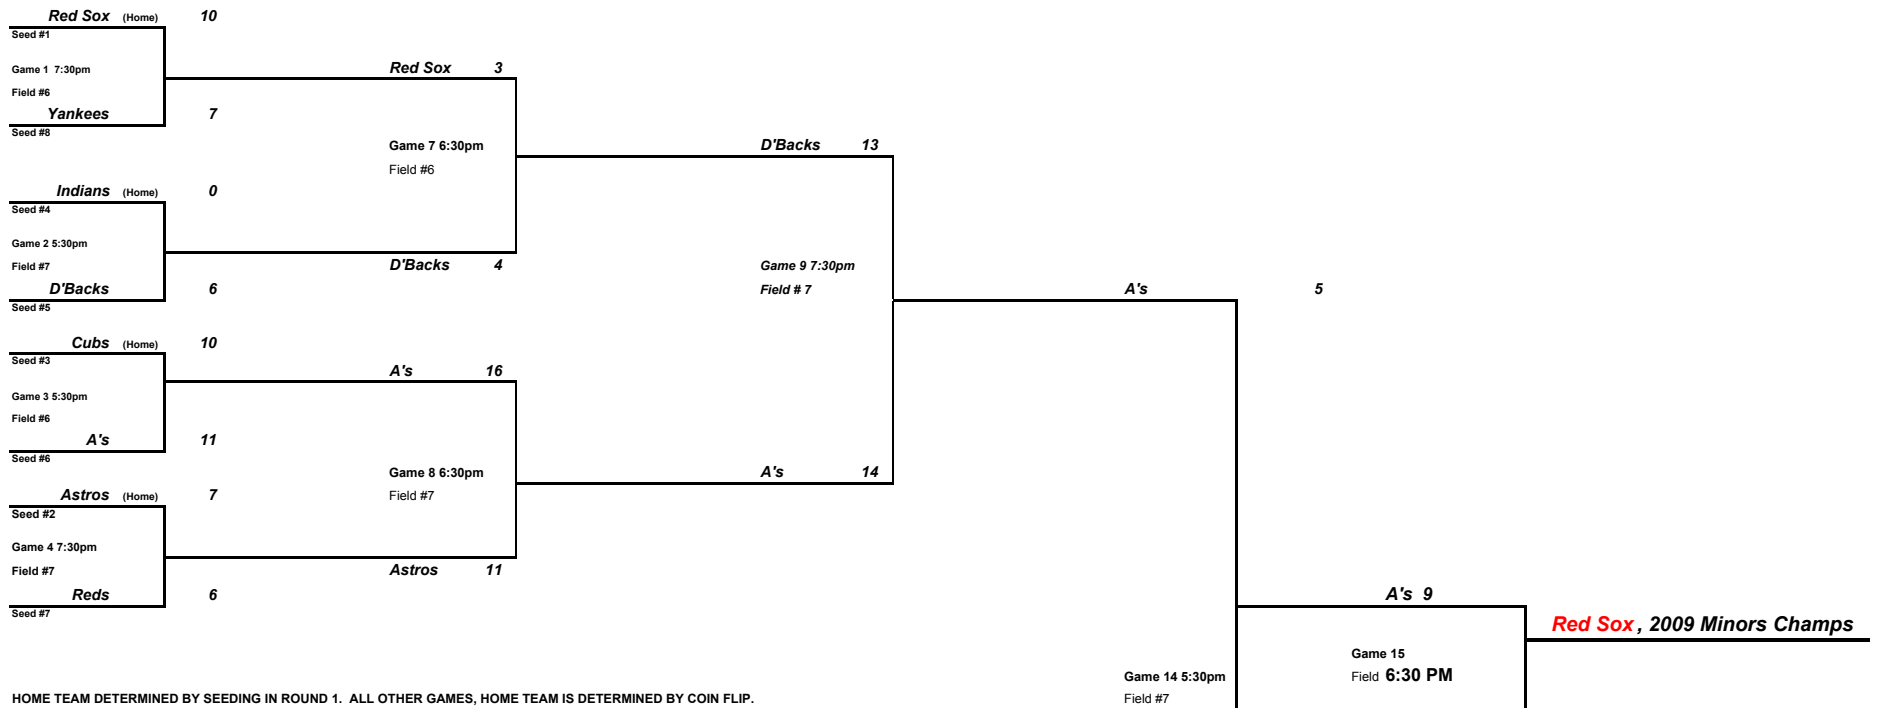 Red Sox (Home) 10
Seed #1
Game 1 7:30pm
Field #6
Yankees 7
Seed #8
Indians (Home) 0
Seed #4
Game 2 5:30pm
Field #7
D'Backs 6
Seed #5
Cubs (Home) 10
Seed #3
Game 3 5:30pm
Field #6
A's 11
Seed #6
Astros (Home) 7
Seed #2
Game 4 7:30pm
Field #7
Reds 6
Seed #7
Red Sox 3
Game 7 6:30pm
Field #6
D'Backs 4
A's 16
Game 8 6:30pm
Field #7
Astros 11
D'Backs 13
Game 9 7:30pm
Field # 7
A's 14
A's 5
Game 14 5:30pm
Field #7
A's 9
Game 15
Field 6:30 PM
Red Sox , 2009 Minors Champs
HOME TEAM DETERMINED BY SEEDING IN ROUND 1. ALL OTHER GAMES, HOME TEAM IS DETERMINED BY COIN FLIP.